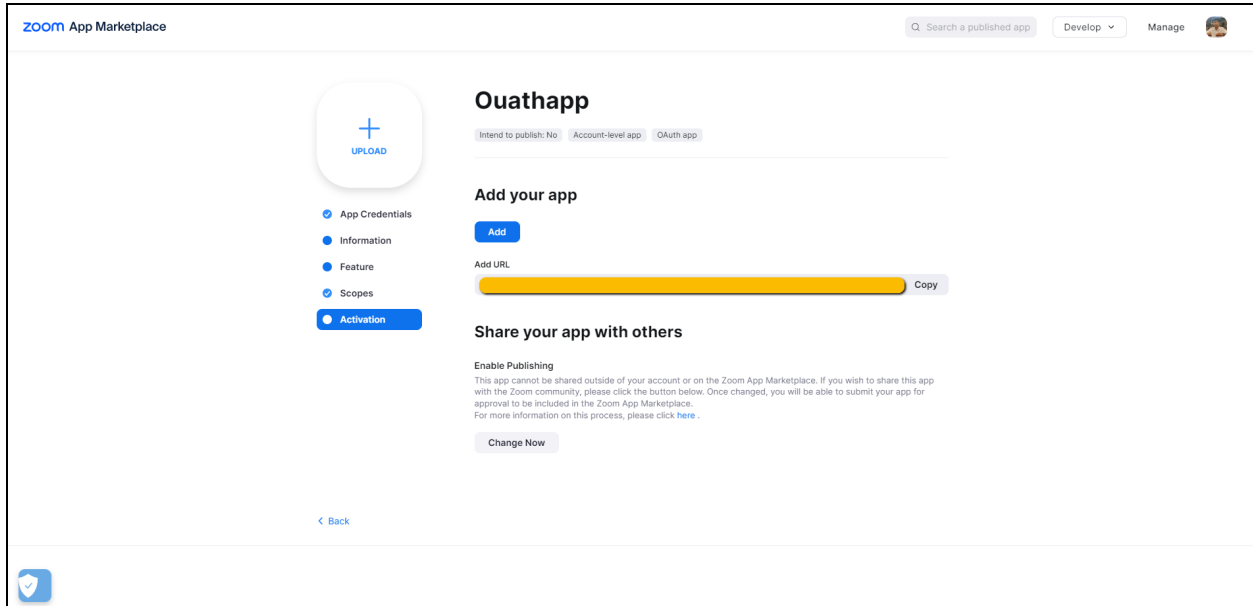 zoom App Marketplace
Search a published app
Develop
Manage
UPLOAD
Ouathapp
Intend to publish: No Account-level app OAuth app
App Credentials
Information
Feature
Scopes
Activation
Add your app
Add
Add URL
Copy
Share your app with others
Enable Publishing
This app cannot be shared outside of your account or on the Zoom App Marketplace. If you wish to share this app
with the Zoom community, please click the button below. Once changed, you will be able to submit your app for
approval to be included in the Zoom App Marketplace.
For more information on this process, please click here .
Change Now
Back